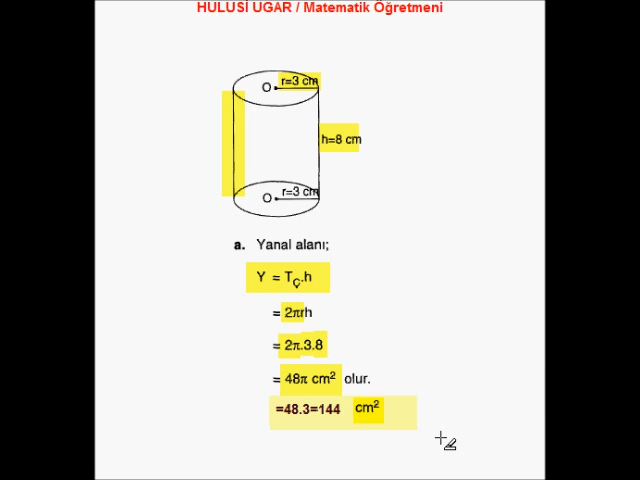 HULUSİ UGAR / Matematik Öğretmeni
O r=3 cm
h=8 cm
O r=3 cm
a. Yanal alanı;
Y = TÇ.h
= 2πrh
= 2π.3.8
= 48π cm² olur.
=48.3=144 cm²